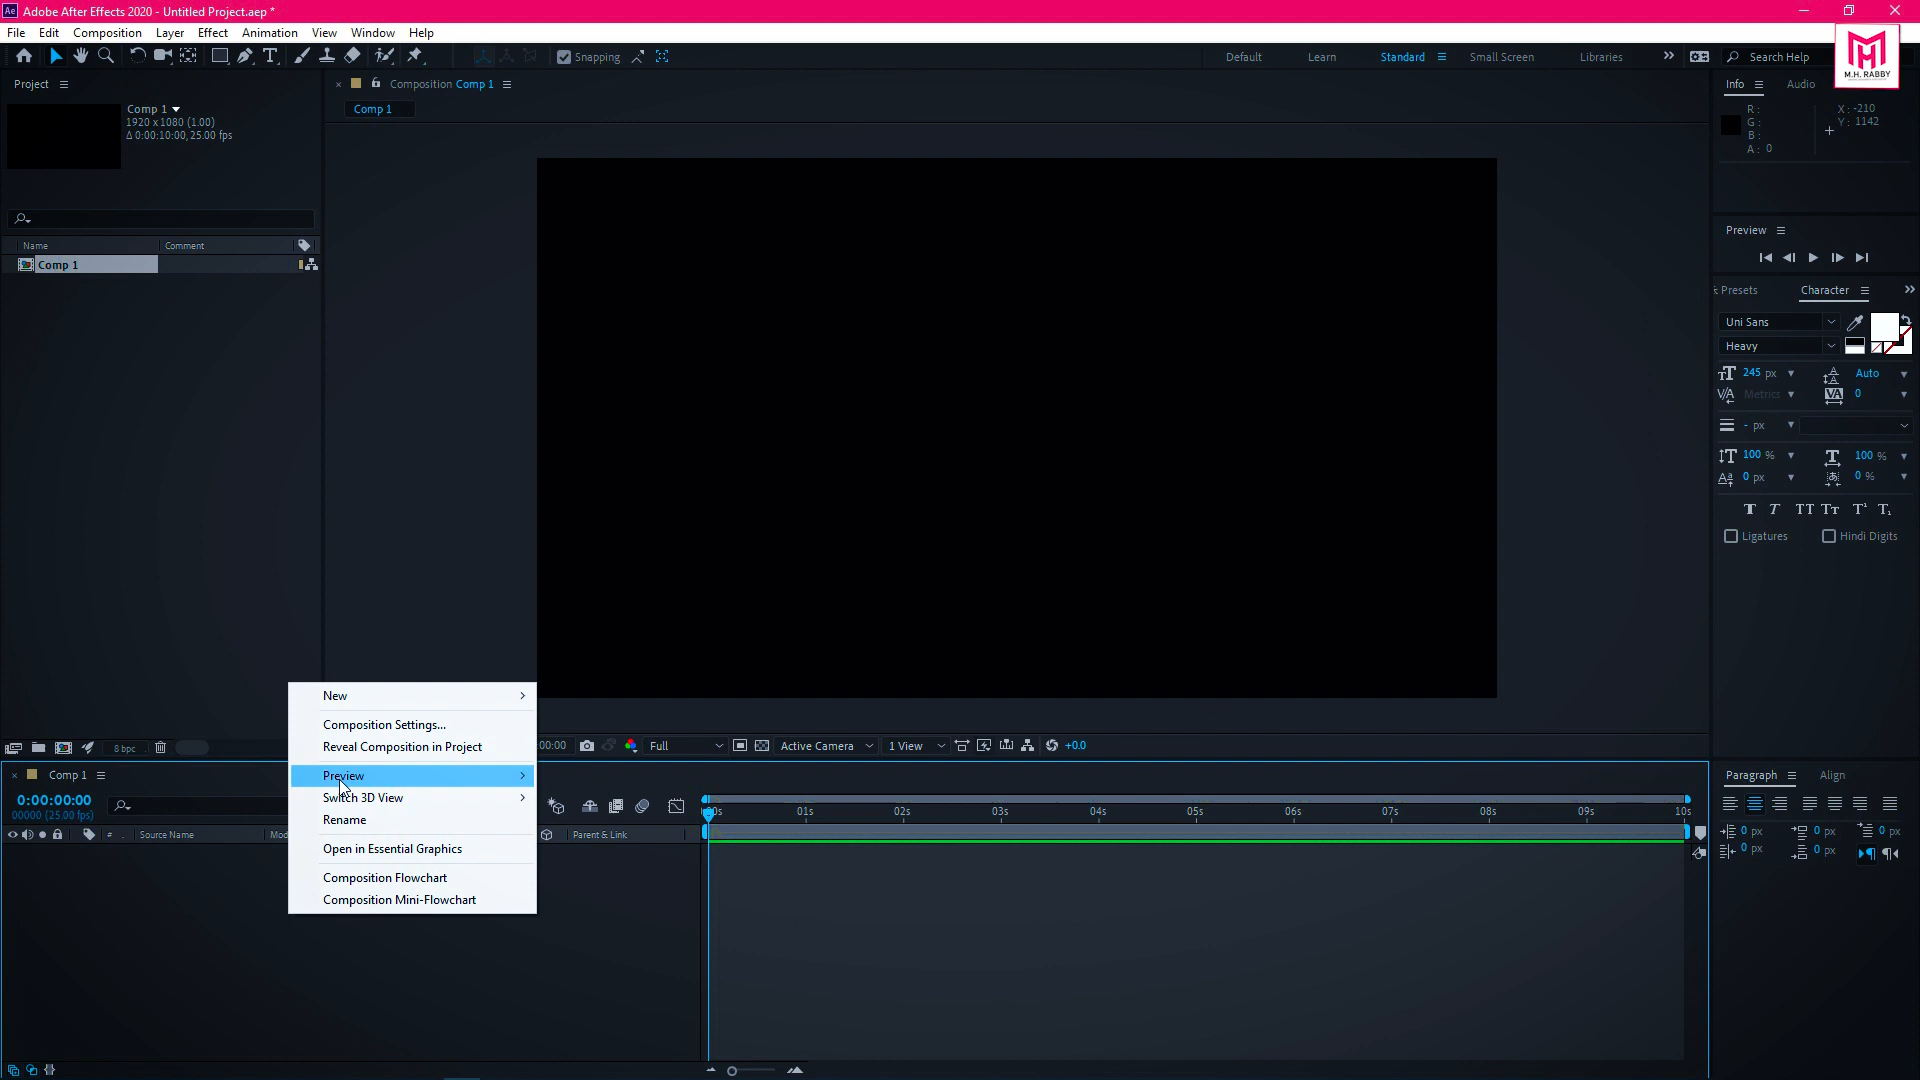 Ae Adobe After Effects 2020 - Untitled Project.aep *
File Edit Composition Layer Effect Animation View Window Help
Snapping
Default Learn Standard Small Screen Libraries
Search Help
M.H. RABBY
Project
Comp 1
1920 x 1080 (1.00)
Δ 0:00:10:00, 25.00 fps
Name Comment
Comp 1
8 bpc
Composition Comp 1
Comp 1
Info Audio
R :
G :
B :
A : 0
X : -210
Y : 1142
Preview
Presets Character
Uni Sans
Heavy
245 px Auto
Metrics 0
- px
100 % 100 %
0 px 0 %
Ligatures Hindi Digits
New
Composition Settings...
Reveal Composition in Project
Preview
Switch 3D View
Rename
Open in Essential Graphics
Composition Flowchart
Composition Mini-Flowchart
:00:00 Full Active Camera 1 View +0.0
Comp 1
0:00:00:00
00000 (25.00 fps)
# Source Name Mod Parent & Link
01s 02s 03s 04s 05s 06s 07s 08s 09s 10s
Paragraph Align
0 px 0 px 0 px
0 px 0 px